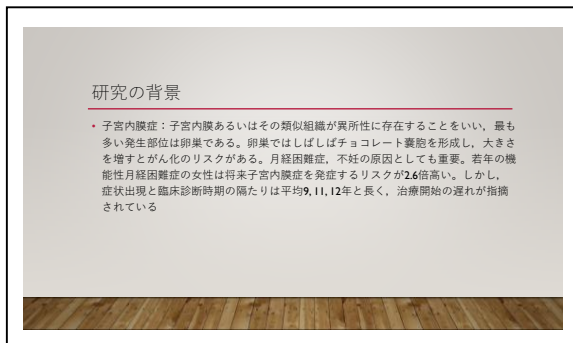 研究の背景
• 子宮内膜症：子宮内膜あるいはその類似組織が異所性に存在することをいい，最も
多い発生部位は卵巣である。卵巣ではしばしばチョコレート嚢胞を形成し，大きさ
を増すとがん化のリスクがある。月経困難症，不妊の原因としても重要。若年の機
能性月経困難症の女性は将来子宮内膜症を発症するリスクが2.6倍高い。しかし，
症状出現と臨床診断時期の隔たりは平均9, 11, 12年と長く，治療開始の遅れが指摘
されている